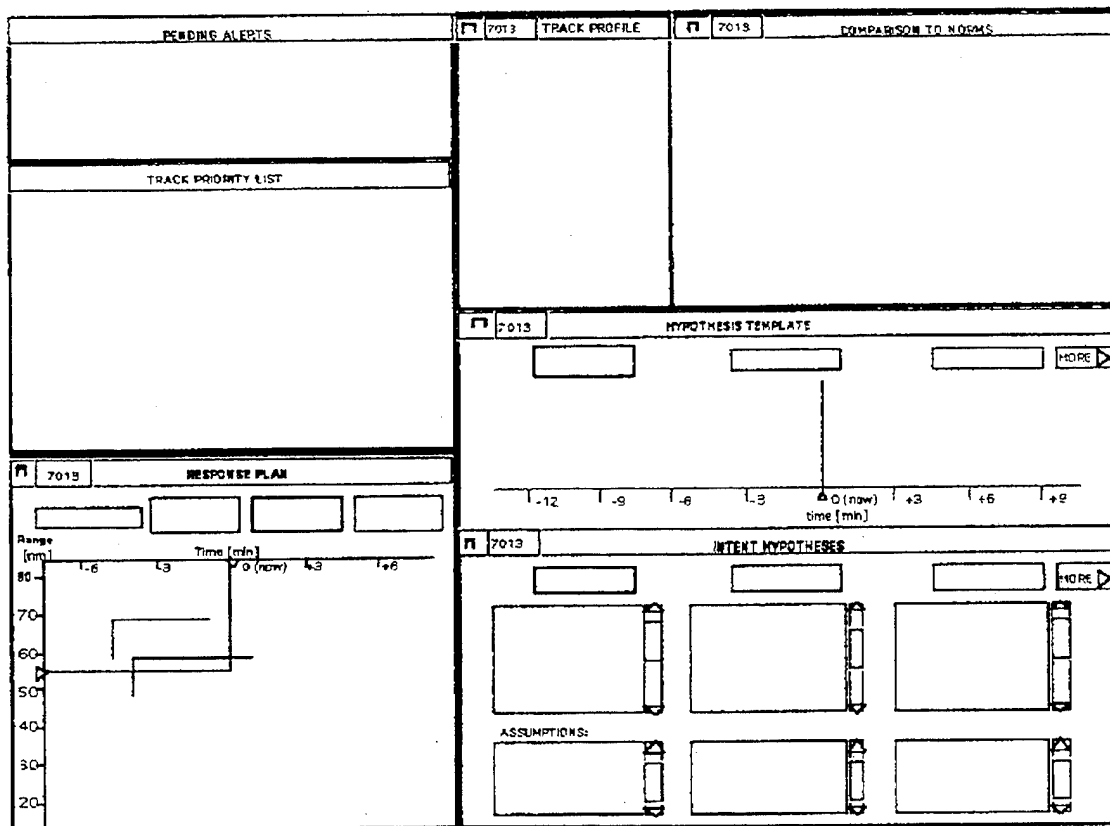 PENDING ALERTS
TRACK PRIORITY LIST
7013 TRACK PROFILE
7013 COMPARISON TO NORMS
7013 HYPOTHESIS TEMPLATE
MORE
-12 -9 -6 -3 0 (now) +3 +6 +9
time [min]
7013 RESPONSE PLAN
Range
[nm]
Time [min]
-6 -3 0 (now) +3 +6
80
70
60
50
40
30
20
7013 INTENT HYPOTHESES
MORE
ASSUMPTIONS: